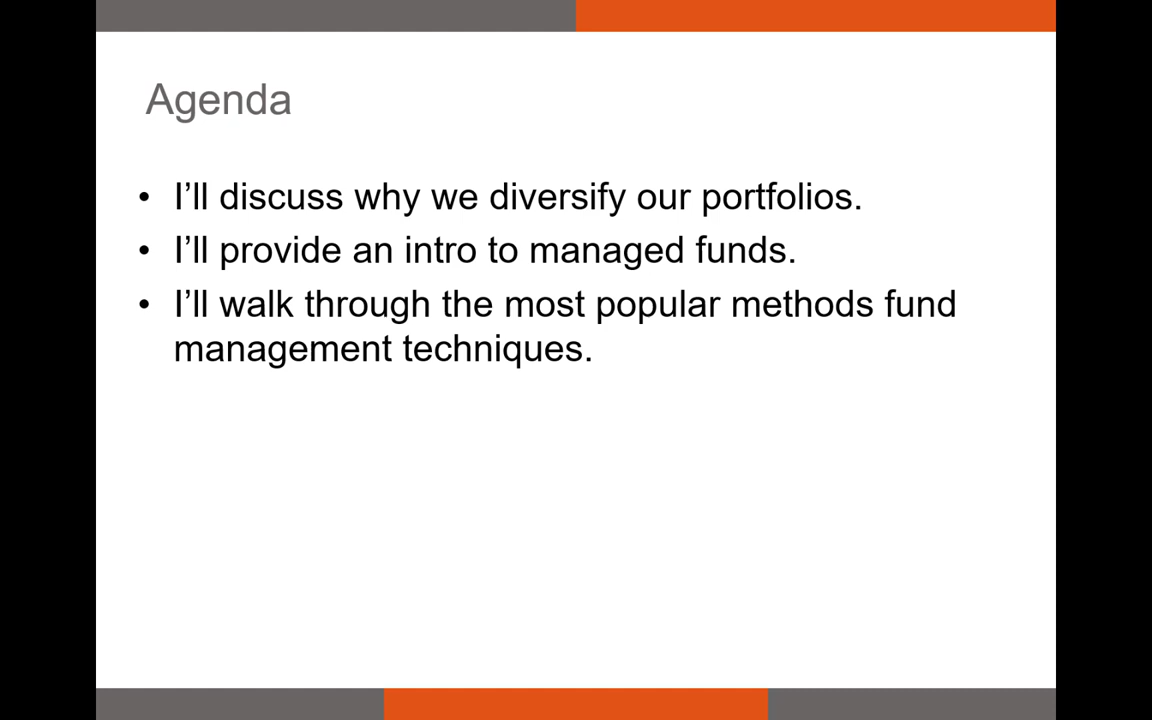 Agenda
• I’ll discuss why we diversify our portfolios.
• I’ll provide an intro to managed funds.
• I’ll walk through the most popular methods fund
management techniques.